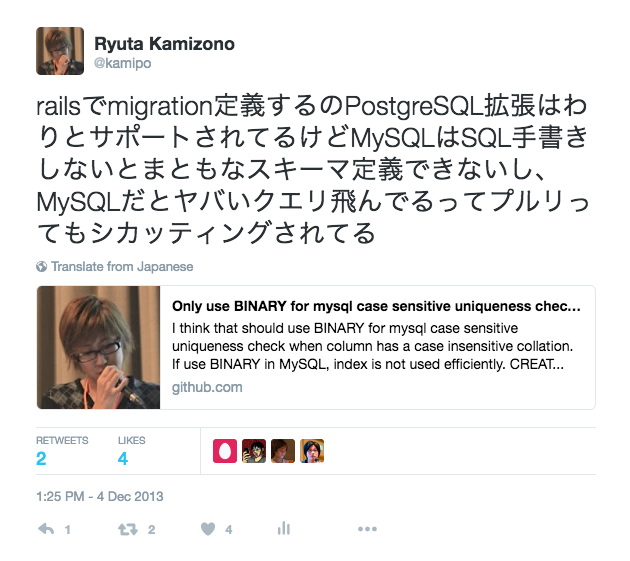 Ryuta Kamizono
@kamipo
railsでmigration定義するのPostgreSQL拡張はわ
りとサポートされてるけどMySQLはSQL手書き
しないとまともなスキーマ定義できないし、
MySQLだとヤバいクエリ飛んでるってプルリっ
てもシカッティングされてる
Translate from Japanese
Only use BINARY for mysql case sensitive uniqueness chec...
I think that should use BINARY for mysql case sensitive
uniqueness check when column has a case insensitive collation.
If use BINARY in MySQL, index is not used efficiently. CREAT...
github.com
RETWEETS LIKES
2 4
1:25 PM - 4 Dec 2013
1 2 4